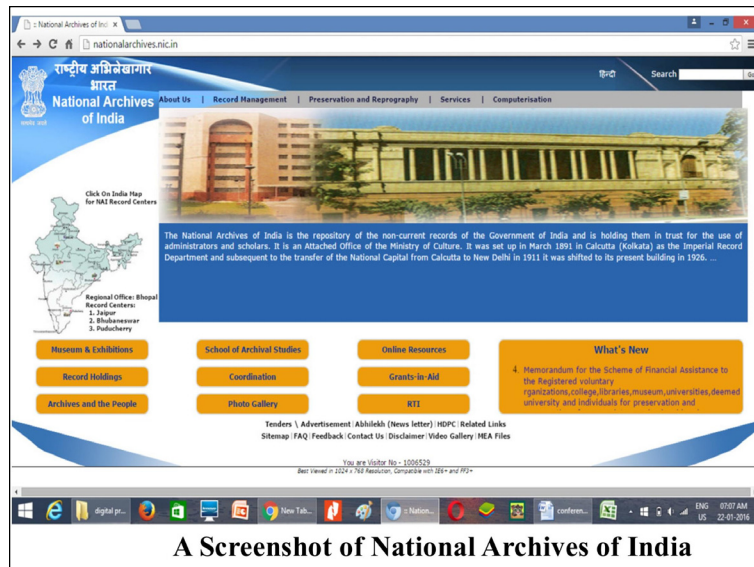 :: National Archives of Ind
nationalarchives.nic.in
राष्ट्रीय अभिलेखागार
भारत
National Archives
of India
हिन्दी
Search
Go
About Us | Record Management | Preservation and Reprography | Services | Computerisation
Click On India Map
for NAI Record Centers
The National Archives of India is the repository of the non-current records of the Government of India and is holding them in trust for the use of
administrators and scholars. It is an Attached Office of the Ministry of Culture. It was set up in March 1891 in Calcutta (Kolkata) as the Imperial Record
Department and subsequent to the transfer of the National Capital from Calcutta to New Delhi in 1911 it was shifted to its present building in 1926. ...
Regional Office: Bhopal
Record Centers:
1. Jaipur
2. Bhubaneswar
3. Puducherry
Museum & Exhibitions
School of Archival Studies
Online Resources
Record Holdings
Coordination
Grants-in-Aid
Archives and the People
Photo Gallery
RTI
What's New
4. Memorandum for the Scheme of Financial Assistance to
the Registered voluntary
rganizations,college,libraries,museum,universities,deemed
university and individuals for preservation and
Tenders \ Advertisement | Abhilekh (News letter) | HDPC | Related Links
Sitemap | FAQ | Feedback | Contact Us | Disclaimer | Video Gallery | MEA Files
You are Visitor No - 1006529
Best Viewed in 1024 x 768 Resolution, Compatible with IE6+ and FF3+
digital pr...
New Tab...
:: Nation...
conferen...
ENG
US
07:07 AM
22-01-2016
A Screenshot of National Archives of India